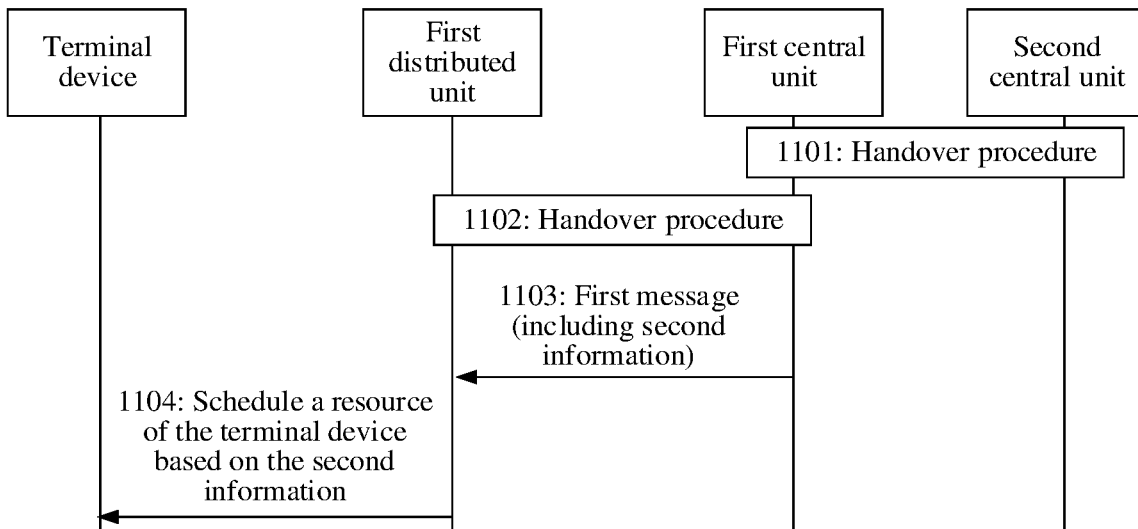 Terminal
device
First
distributed
unit
First central
unit
Second
central unit
1101: Handover procedure
1102: Handover procedure
1103: First message
(including second
information)
1104: Schedule a resource
of the terminal device
based on the second
information